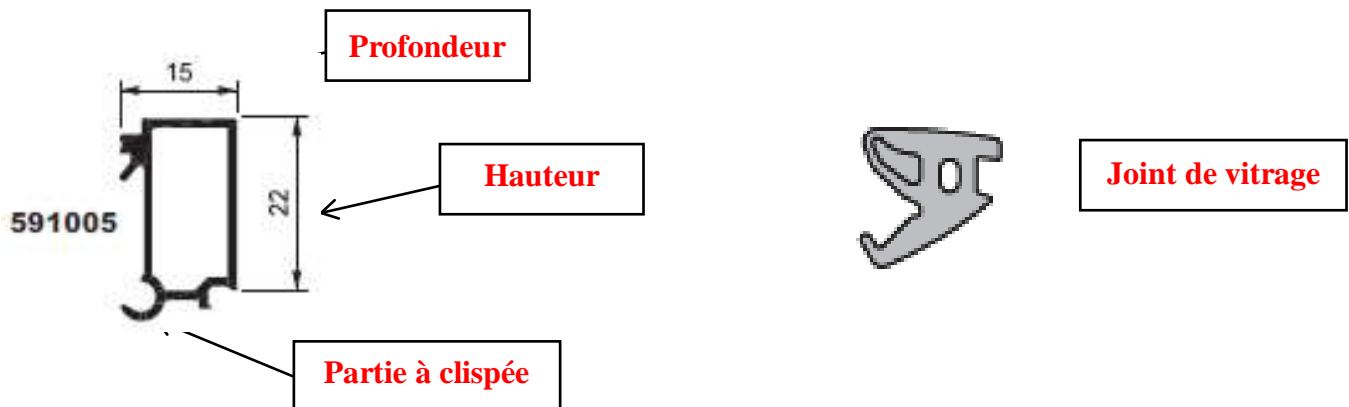 Profondeur
15
Hauteur
22
591005
Joint de vitrage
Partie à clispée